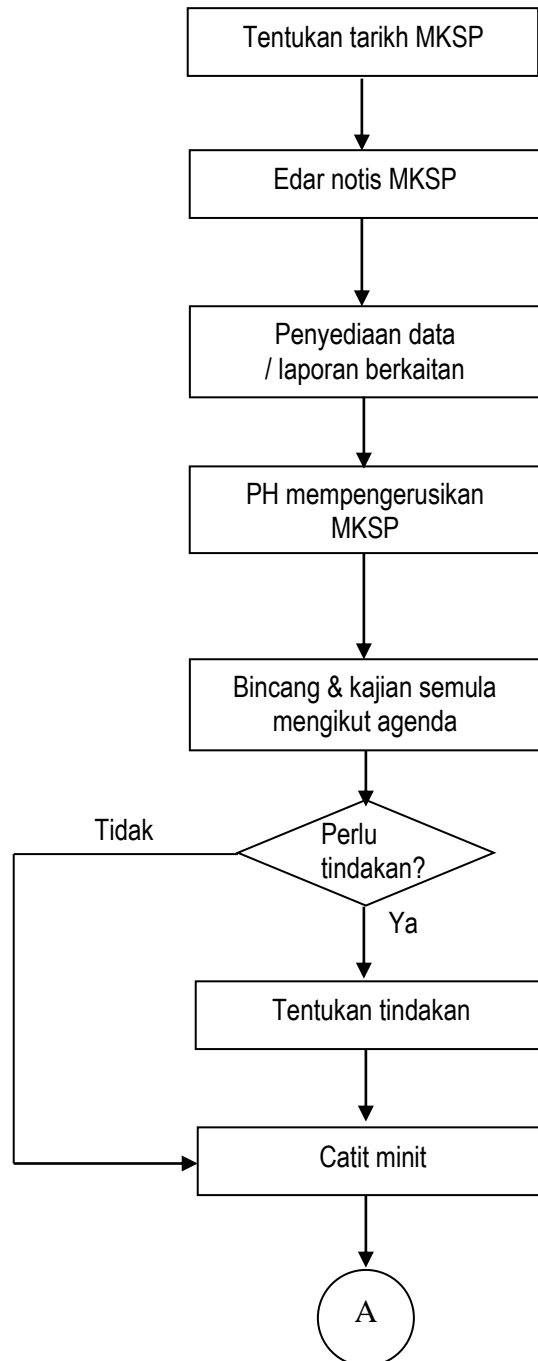 Tentukan tarikh MKSP
Edar notis MKSP
Penyediaan data
/ laporan berkaitan
PH mempengerusikan
MKSP
Bincang & kajian semula
mengikut agenda
Tidak
Perlu
tindakan?
Ya
Tentukan tindakan
Catit minit
A